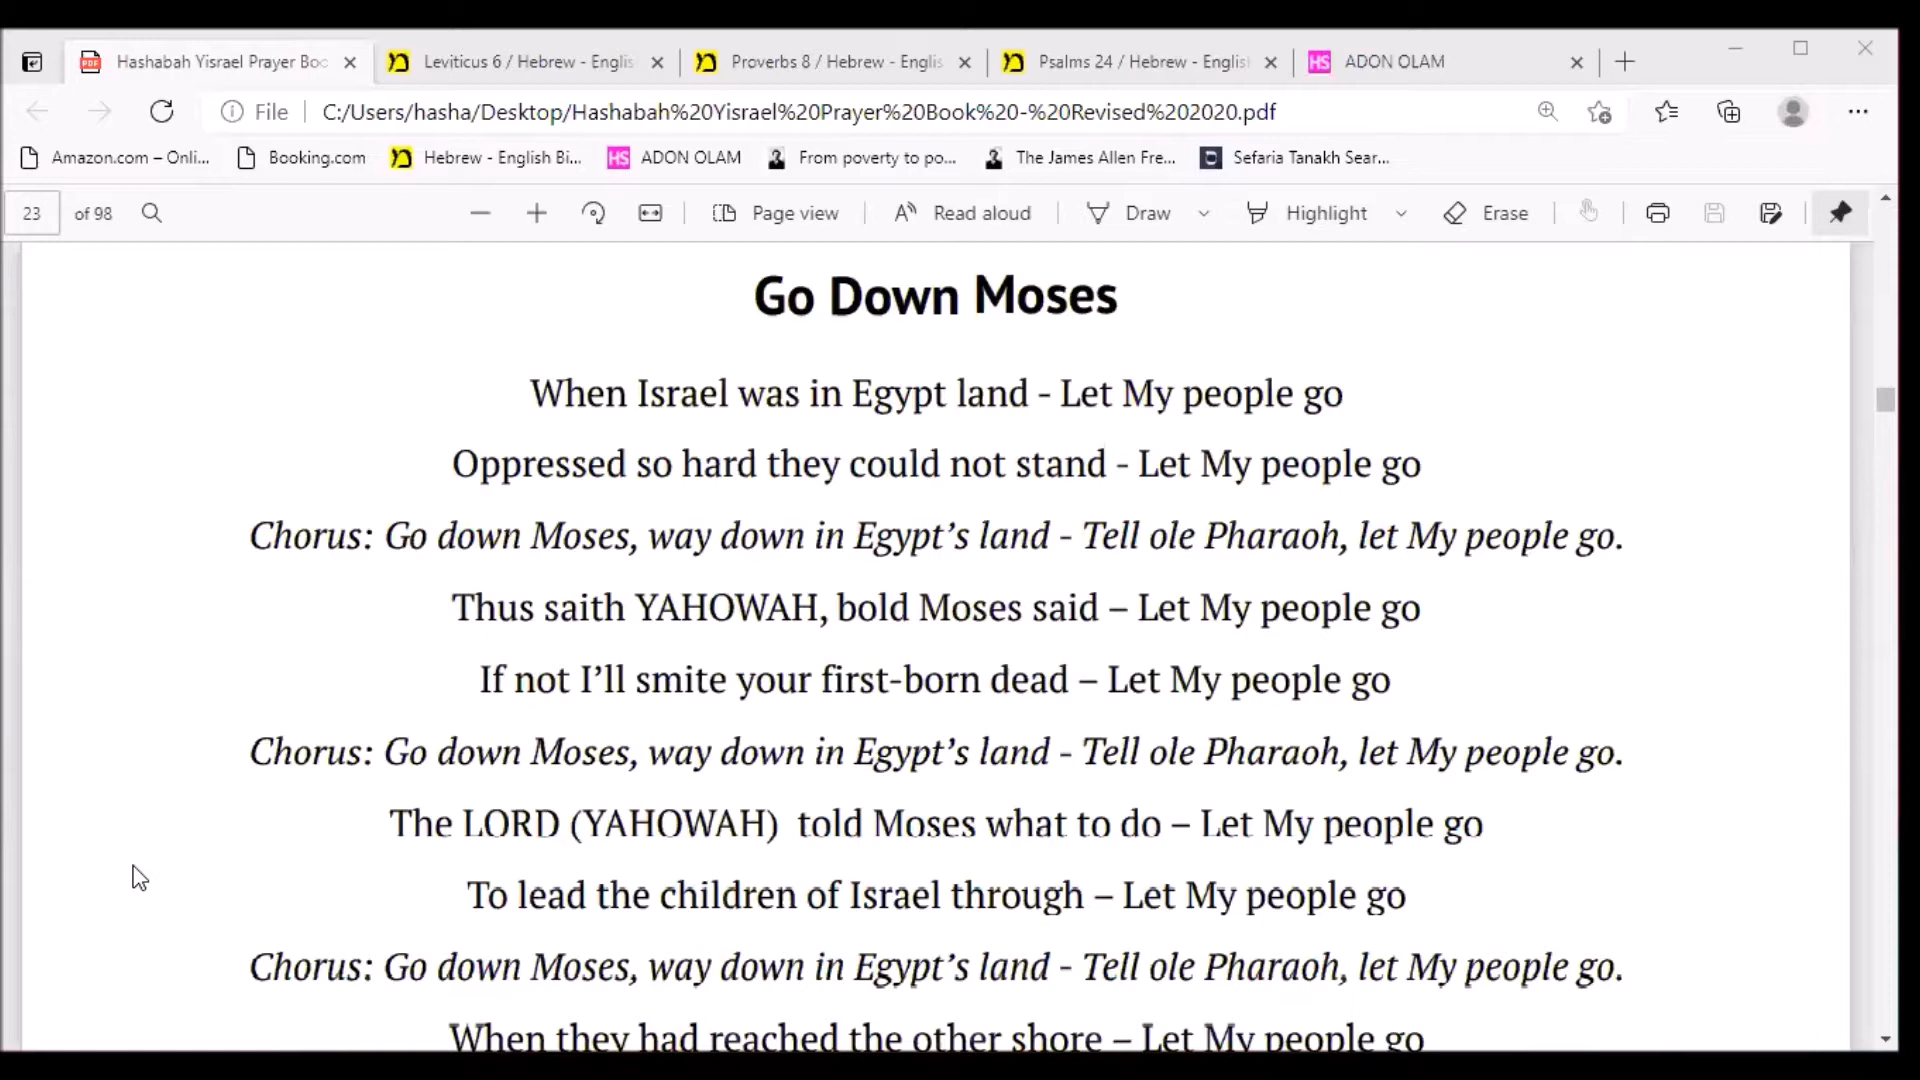 Hashabah Yisrael Prayer Boo
Leviticus 6 / Hebrew - Englis
Proverbs 8 / Hebrew - Englis
Psalms 24 / Hebrew - English
HS ADON OLAM
File C:/Users/hasha/Desktop/Hashabah%20Yisrael%20Prayer%20Book%20-%20Revised%202020.pdf
Amazon.com – Onli... Booking.com Hebrew - English Bi... HS ADON OLAM From poverty to po... The James Allen Fre... Sefaria Tanakh Sear...
23 of 98 Page view Read aloud Draw Highlight Erase
Go Down Moses
When Israel was in Egypt land - Let My people go
Oppressed so hard they could not stand - Let My people go
Chorus: Go down Moses, way down in Egypt’s land - Tell ole Pharaoh, let My people go.
Thus saith YAHOWAH, bold Moses said – Let My people go
If not I’ll smite your first-born dead – Let My people go
Chorus: Go down Moses, way down in Egypt’s land - Tell ole Pharaoh, let My people go.
The LORD (YAHOWAH) told Moses what to do – Let My people go
To lead the children of Israel through – Let My people go
Chorus: Go down Moses, way down in Egypt’s land - Tell ole Pharaoh, let My people go.
When they had reached the other shore – Let My people go